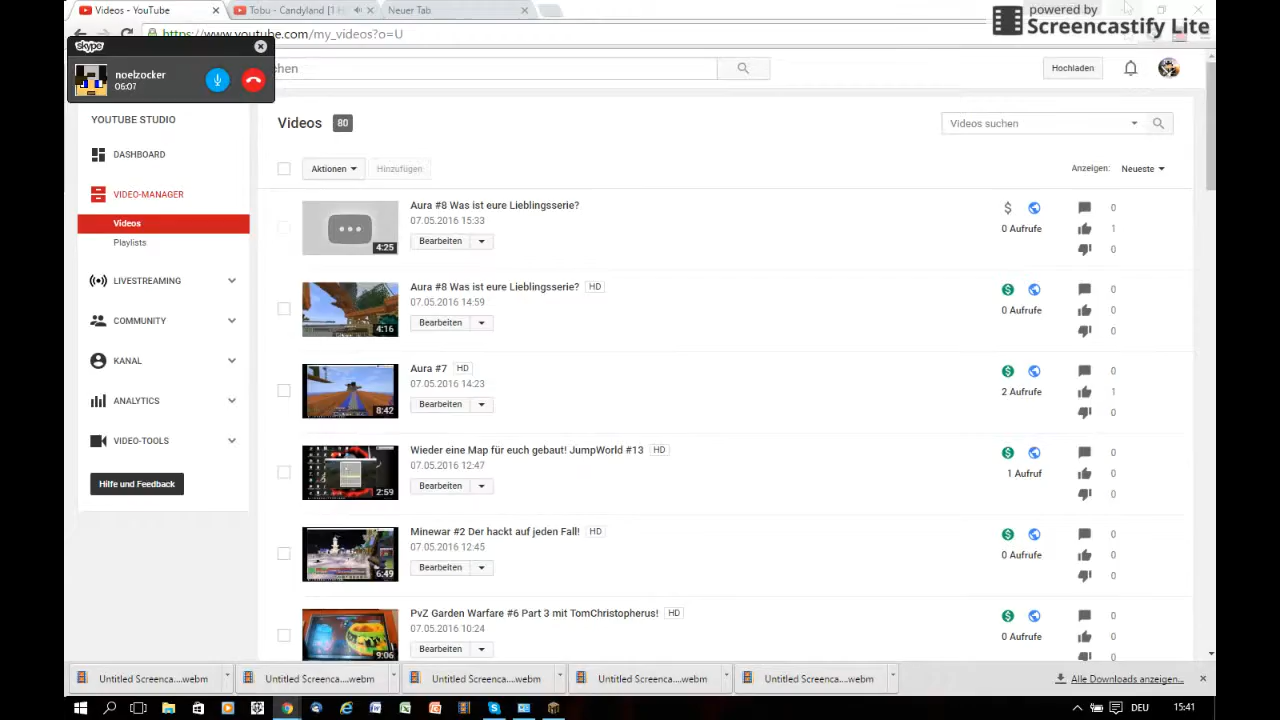 Videos - YouTube
Tobu - Candyland [1 H
Neuer Tab
powered by
Screencastify Lite
https://www.youtube.com/my_videos?o=U
skype
noelzocker
06:07
chen
Hochladen
YOUTUBE STUDIO
DASHBOARD
VIDEO-MANAGER
Videos
Playlists
LIVESTREAMING
COMMUNITY
KANAL
ANALYTICS
VIDEO-TOOLS
Hilfe und Feedback
Videos 80
Videos suchen
Aktionen
Hinzufügen
Anzeigen: Neueste
Aura #8 Was ist eure Lieblingsserie?
07.05.2016 15:33
4:25
Bearbeiten
$
0 Aufrufe
0
1
0
Aura #8 Was ist eure Lieblingsserie? HD
07.05.2016 14:59
4:16
Bearbeiten
$
0 Aufrufe
0
0
0
Aura #7 HD
07.05.2016 14:23
8:42
Bearbeiten
$
2 Aufrufe
0
1
0
Wieder eine Map für euch gebaut! JumpWorld #13 HD
07.05.2016 12:47
2:59
Bearbeiten
$
1 Aufruf
0
0
0
Minewar #2 Der hackt auf jeden Fall! HD
07.05.2016 12:45
6:49
Bearbeiten
$
0 Aufrufe
0
0
0
PvZ Garden Warfare #6 Part 3 mit TomChristopherus! HD
07.05.2016 10:24
9:06
Bearbeiten
$
0 Aufrufe
0
0
0
Untitled Screenca....webm
Untitled Screenca....webm
Untitled Screenca....webm
Untitled Screenca....webm
Untitled Screenca....webm
Alle Downloads anzeigen...
DEU
15:41